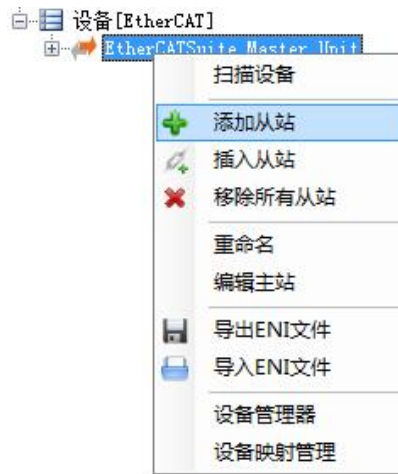 设备[EtherCAT]
EtherCATSuite Master Unit
扫描设备
添加从站
插入从站
移除所有从站
重命名
编辑主站
导出ENI文件
导入ENI文件
设备管理器
设备映射管理